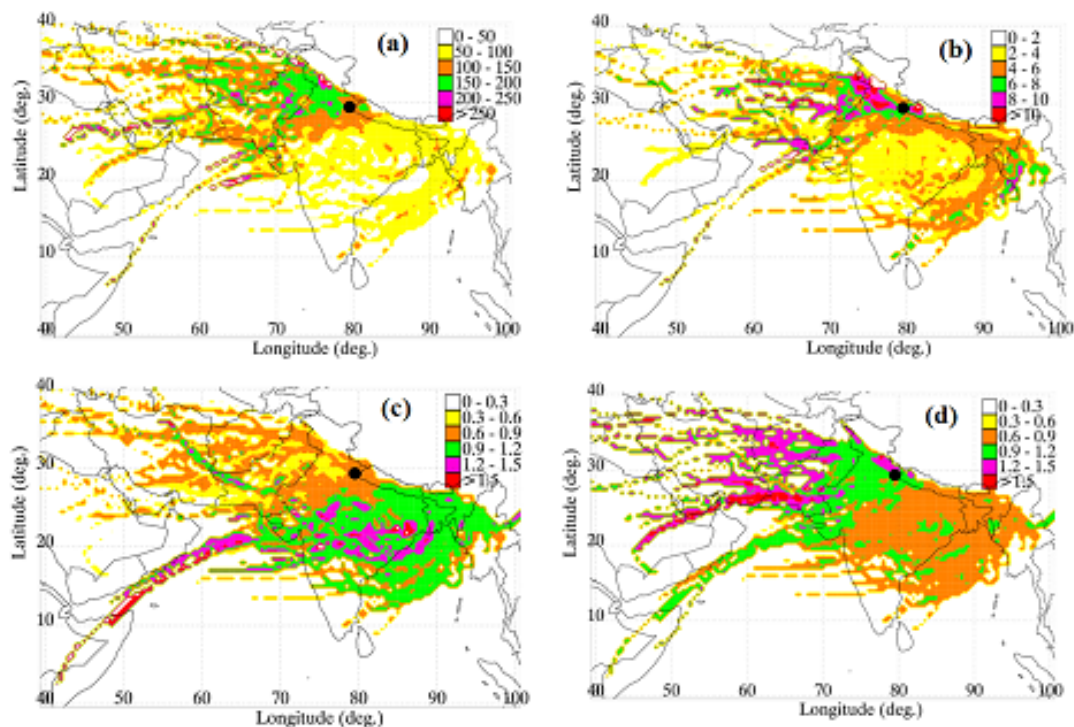 40
30
20
10
Latitude (deg.)
(a)
0 - 50
50 - 100
100 - 150
150 - 200
200 - 250
>250
40 50 60 70 80 90 100
Longitude (deg.)
40
30
20
10
Latitude (deg.)
(b)
0 - 2
2 - 4
4 - 6
6 - 8
8 - 10
>10
40 50 60 70 80 90 100
Longitude (deg.)
40
30
20
10
Latitude (deg.)
(c)
0 - 0.3
0.3 - 0.6
0.6 - 0.9
0.9 - 1.2
1.2 - 1.5
>1.5
40 50 60 70 80 90 100
Longitude (deg.)
40
30
20
10
Latitude (deg.)
(d)
0 - 0.3
0.3 - 0.6
0.6 - 0.9
0.9 - 1.2
1.2 - 1.5
>1.5
40 50 60 70 80 90 100
Longitude (deg.)